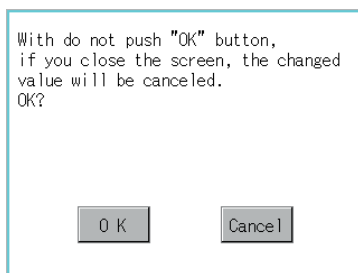 With do not push "OK" button,
if you close the screen, the changed
value will be canceled.
OK?
O K
Cancel